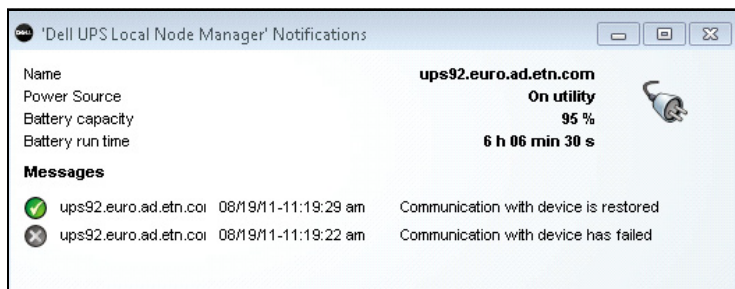 'Dell UPS Local Node Manager' Notifications
Name ups92.euro.ad.etn.com
Power Source On utility
Battery capacity 95 %
Battery run time 6 h 06 min 30 s
Messages
ups92.euro.ad.etn.coi 08/19/11-11:19:29 am Communication with device is restored
ups92.euro.ad.etn.coi 08/19/11-11:19:22 am Communication with device has failed